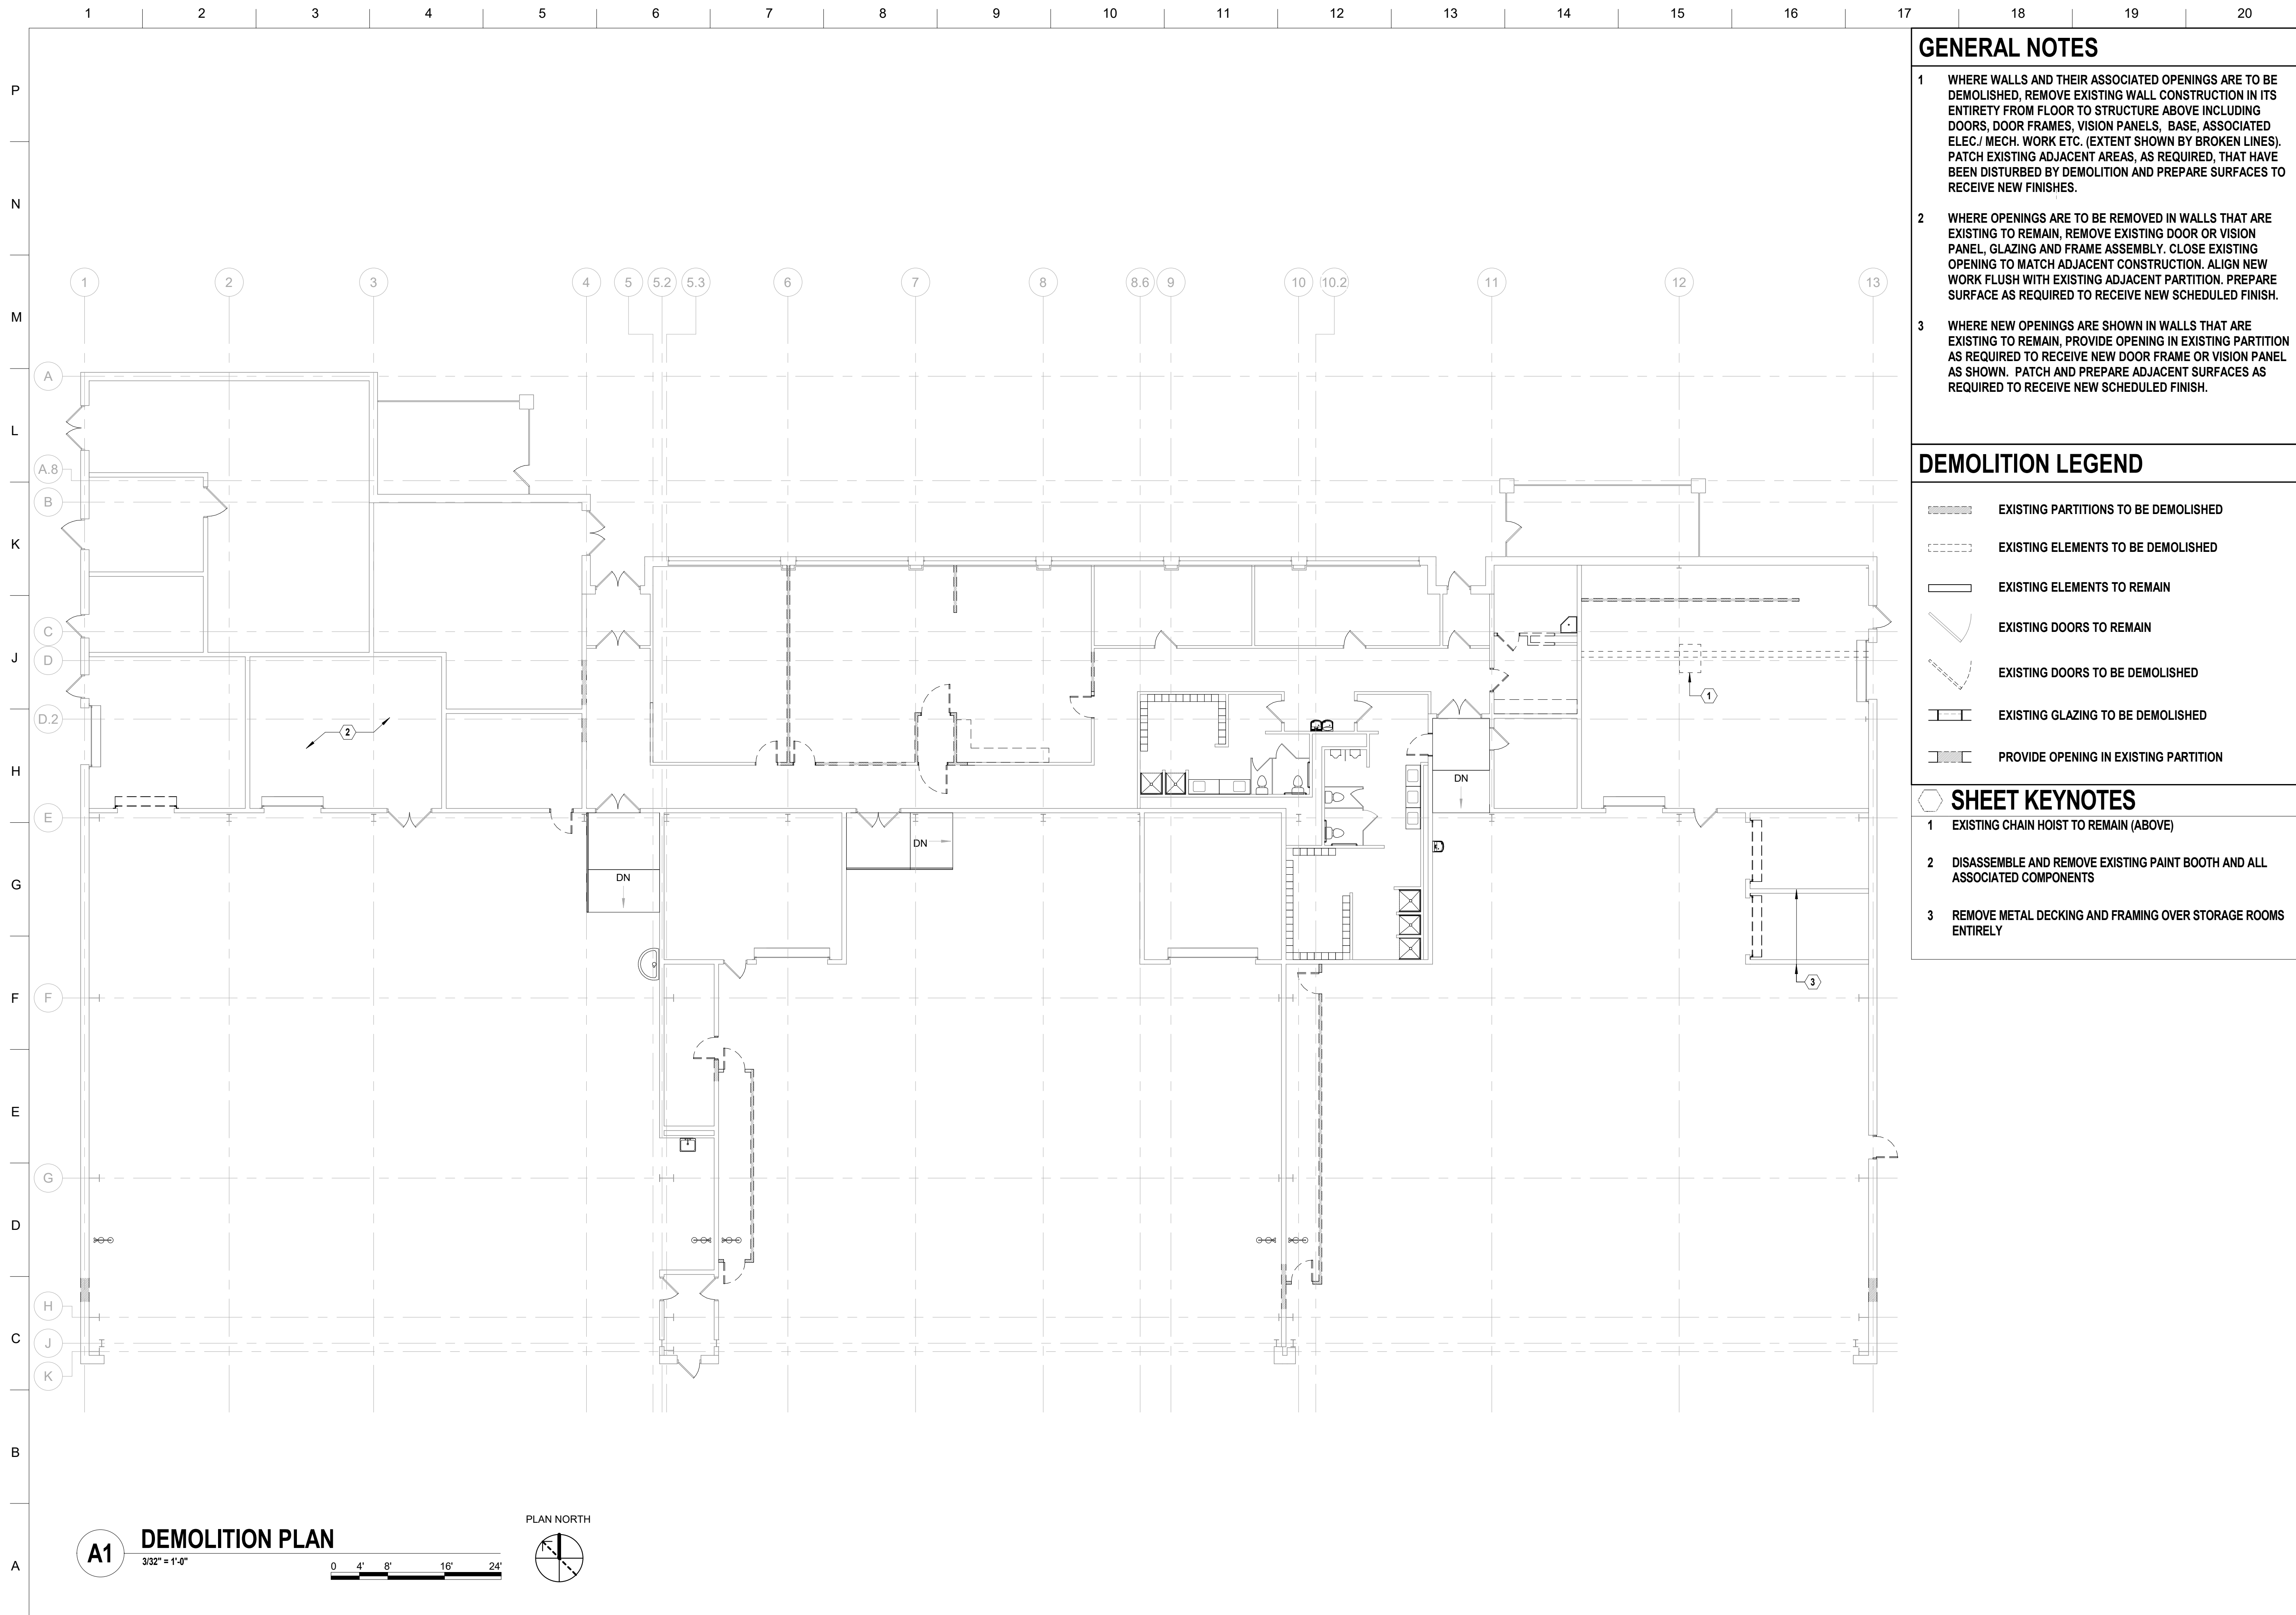 1 2 3 4 5 6 7 8 9 10 11 12 13 14 15 16 17 18 19 20
P
N
M
L
K
J
H
G
F
E
D
C
B
A
1 2 3 4 5 5.2 5.3 6 7 8 8.6 9 10 10.2 11 12 13
A
A.8
B
C
D
D.2
E
F
G
H
J
K
1
2
DN
DN
DN
3
A1
DEMOLITION PLAN
3/32" = 1'-0"
0 4' 8' 16' 24'
PLAN NORTH
GENERAL NOTES
1 WHERE WALLS AND THEIR ASSOCIATED OPENINGS ARE TO BE
DEMOLISHED, REMOVE EXISTING WALL CONSTRUCTION IN ITS
ENTIRETY FROM FLOOR TO STRUCTURE ABOVE INCLUDING
DOORS, DOOR FRAMES, VISION PANELS, BASE, ASSOCIATED
ELEC./ MECH. WORK ETC. (EXTENT SHOWN BY BROKEN LINES).
PATCH EXISTING ADJACENT AREAS, AS REQUIRED, THAT HAVE
BEEN DISTURBED BY DEMOLITION AND PREPARE SURFACES TO
RECEIVE NEW FINISHES.
2 WHERE OPENINGS ARE TO BE REMOVED IN WALLS THAT ARE
EXISTING TO REMAIN, REMOVE EXISTING DOOR OR VISION
PANEL, GLAZING AND FRAME ASSEMBLY. CLOSE EXISTING
OPENING TO MATCH ADJACENT CONSTRUCTION. ALIGN NEW
WORK FLUSH WITH EXISTING ADJACENT PARTITION. PREPARE
SURFACE AS REQUIRED TO RECEIVE NEW SCHEDULED FINISH.
3 WHERE NEW OPENINGS ARE SHOWN IN WALLS THAT ARE
EXISTING TO REMAIN, PROVIDE OPENING IN EXISTING PARTITION
AS REQUIRED TO RECEIVE NEW DOOR FRAME OR VISION PANEL
AS SHOWN. PATCH AND PREPARE ADJACENT SURFACES AS
REQUIRED TO RECEIVE NEW SCHEDULED FINISH.
DEMOLITION LEGEND
EXISTING PARTITIONS TO BE DEMOLISHED
EXISTING ELEMENTS TO BE DEMOLISHED
EXISTING ELEMENTS TO REMAIN
EXISTING DOORS TO REMAIN
EXISTING DOORS TO BE DEMOLISHED
EXISTING GLAZING TO BE DEMOLISHED
PROVIDE OPENING IN EXISTING PARTITION
SHEET KEYNOTES
1 EXISTING CHAIN HOIST TO REMAIN (ABOVE)
2 DISASSEMBLE AND REMOVE EXISTING PAINT BOOTH AND ALL
ASSOCIATED COMPONENTS
3 REMOVE METAL DECKING AND FRAMING OVER STORAGE ROOMS
ENTIRELY